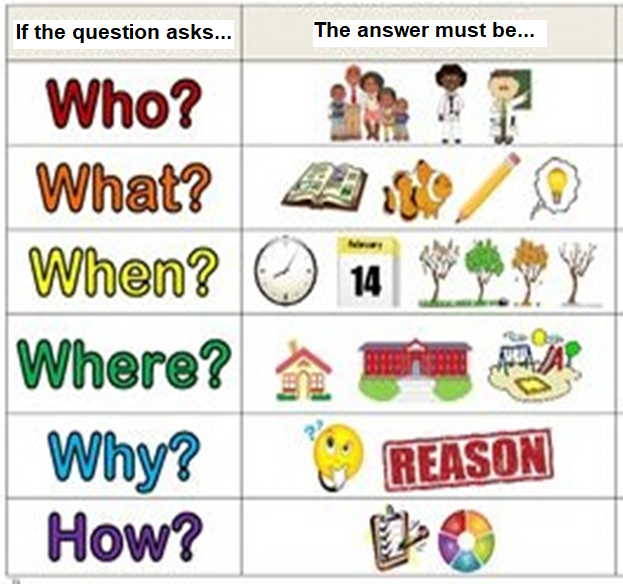 If the question asks... The answer must be...
Who?
What?
When?
February
14
Where?
Why?
REASON
How?